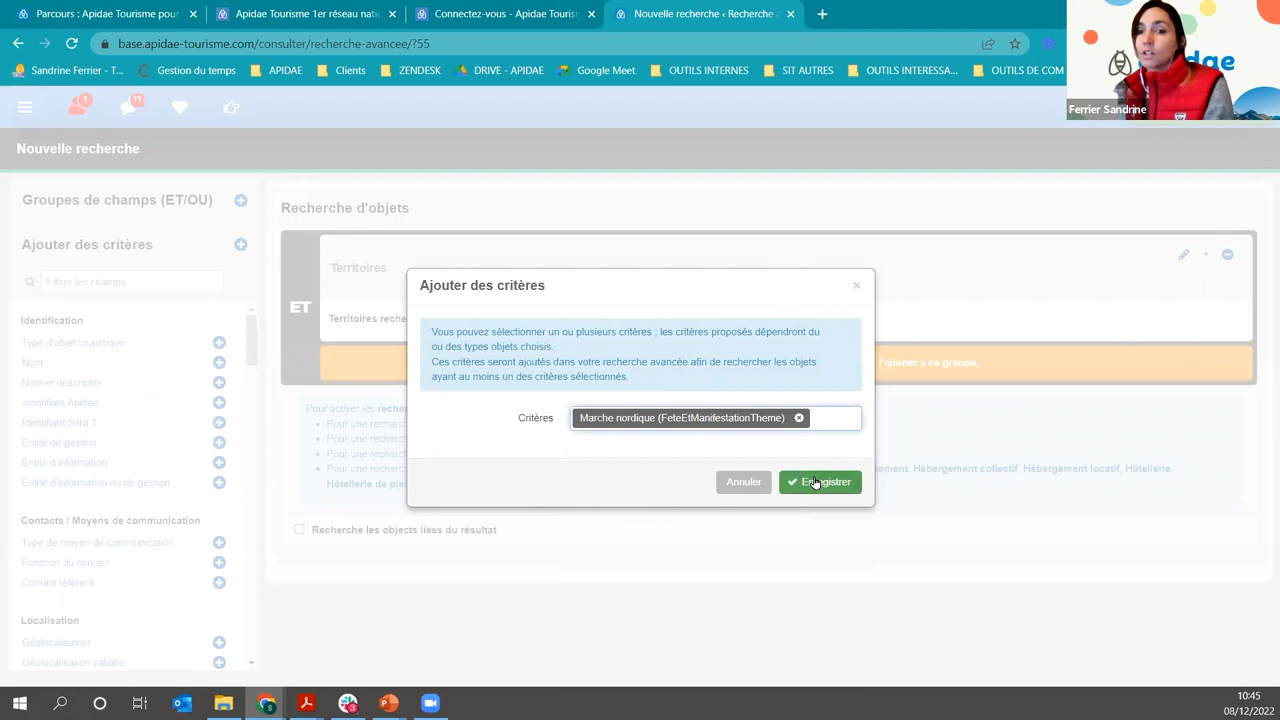 Parcours : Apidae Tourisme pour
Apidae Tourisme 1er réseau nati
Connectez-vous - Apidae Touris
Nouvelle recherche « Recherche
base.apidae-tourisme.com/consulter/recherche-avancee/?55
Sandrine Ferrier - T...
Gestion du temps
APIDAE
Clients
ZENDESK
DRIVE - APIDAE
Google Meet
OUTILS INTERNES
SIT AUTRES
OUTILS INTERESSA...
OUTILS DE COM
Ferrier Sandrine
1
11
Nouvelle recherche
Groupes de champs (ET/OU)
Ajouter des critères
Filtrer les champs
Identification
Type d'objet touristique
Nom
Nom et descriptifs
Identifiant Apidae
Identifiant Sitra 1
Entité de gestion
Entité d'information
Entité d'information ou de gestion
Contacts / Moyens de communication
Type de moyen de communication
Fonction du contact
Contact référent
Localisation
Géolocalisation
Géolocalisation validée
Recherche d'objets
ET
Territoires
Territoires reche
j'ajouter à ce groupe.
Pour activer les reche
Pour une recherc
Pour une recherc
Pour une recherc
Pour une recherc
ement, Hébergement collectif, Hébergement locatif, Hôtellerie,
Hôtellerie de ple
Recherche les objets liées du résultat
Ajouter des critères
Vous pouvez sélectionner un ou plusieurs critères ; les critères proposés dépendront du
ou des types objets choisis.
Ces critères seront ajoutés dans votre recherche avancée afin de rechercher les objets
ayant au moins un des critères sélectionnés.
Critères
Marche nordique (FeteEtManifestationTheme)
Annuler
Enregistrer
10:45
08/12/2022